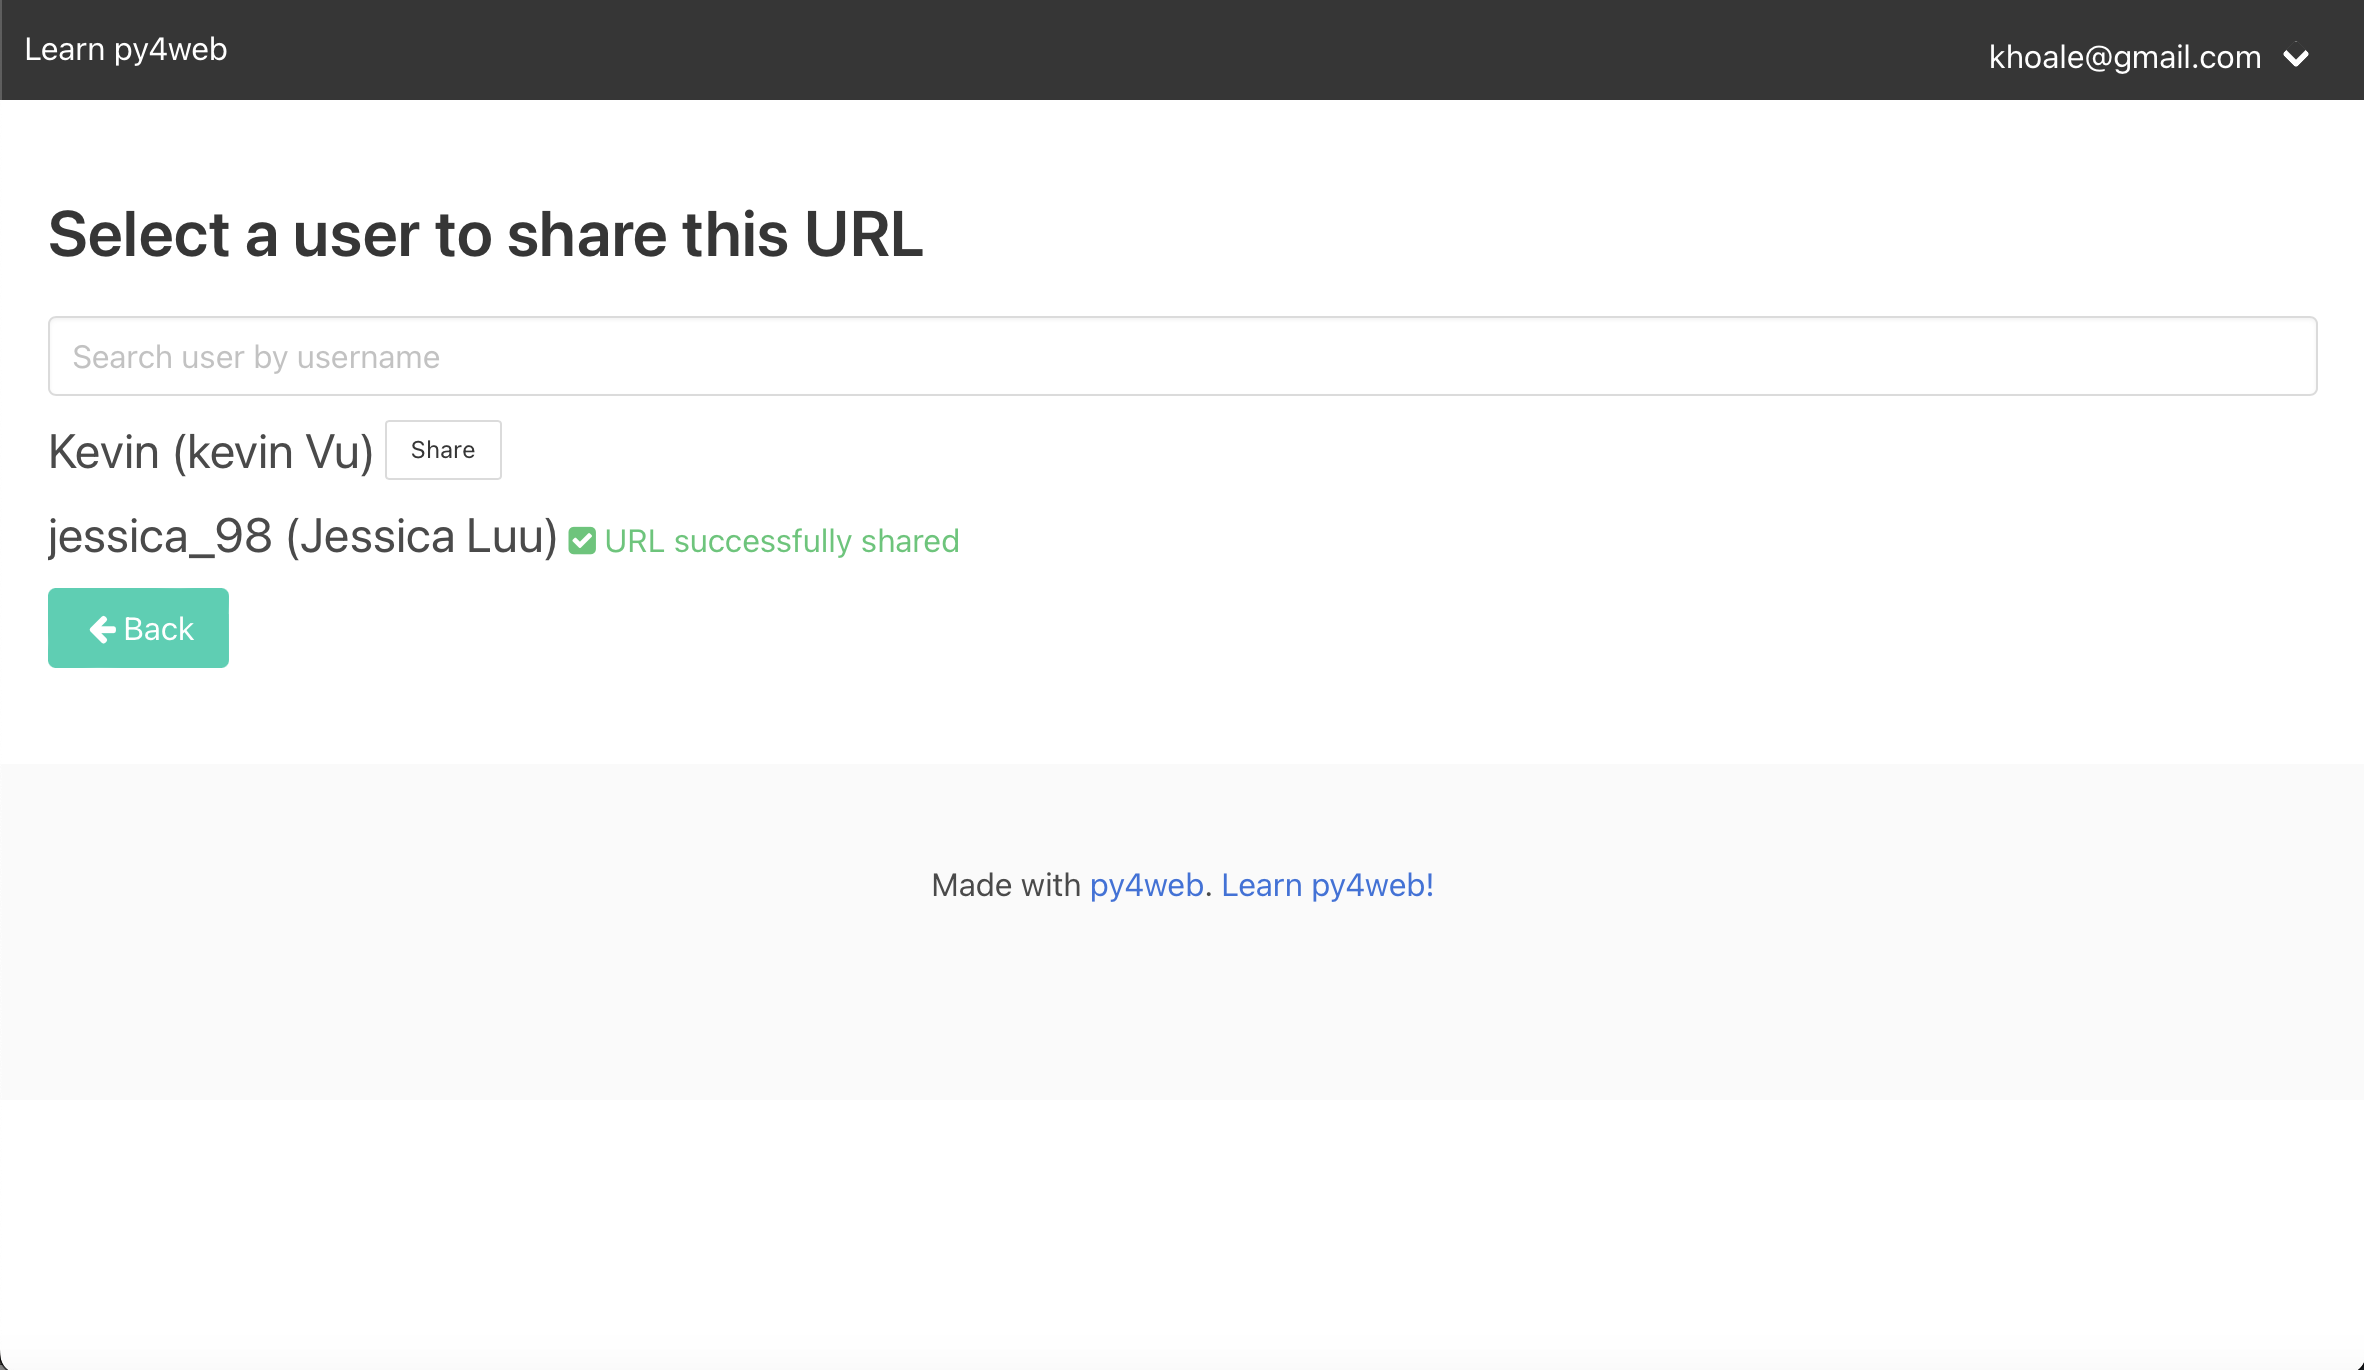 Learn py4web
khoale@gmail.com
Select a user to share this URL
Search user by username
Kevin (kevin Vu) Share
jessica_98 (Jessica Luu) URL successfully shared
Back
Made with py4web. Learn py4web!